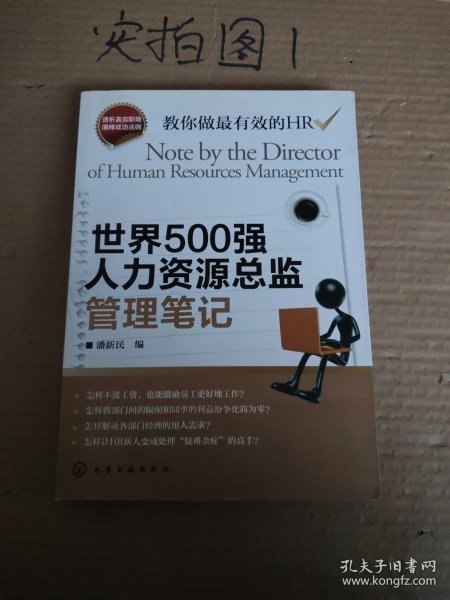 实拍图1
透析真实职场
演绎成功法则
教你做最有效的HR
Note by the Director
of Human Resources Management
世界500强
人力资源总监
管理笔记
■ 潘新民 编
怎样不涨工资，也能激励员工更好地工作？
怎样将部门间的隔阂和同事的利益纷争化简为零？
怎样解读各部门经理的用人需求？
怎样让HR新人变成处理“疑难杂症”的高手？
化学工业出版社
孔夫子旧书网
www.kongfz.com